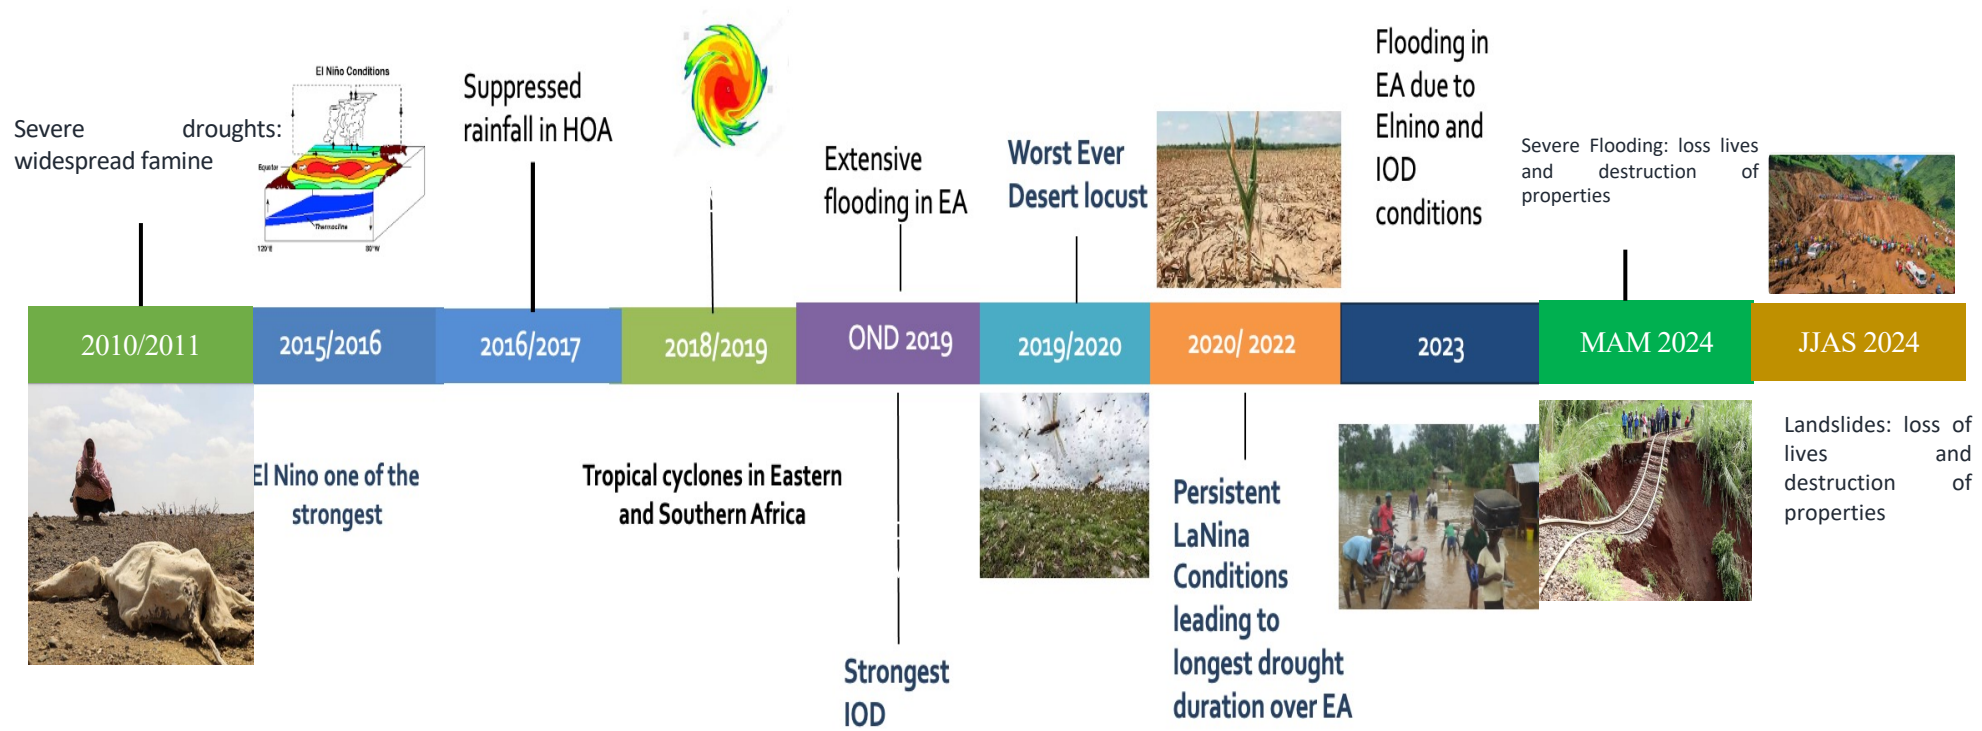 Severe droughts:
widespread famine
El Niño Conditions
Equator
Thermocline
120°E
80°W
Suppressed
rainfall in HOA
Extensive
flooding in EA
Worst Ever
Desert locust
Flooding in
EA due to
Elnino and
IOD
conditions
Severe Flooding: loss lives
and destruction of
properties
2010/2011
2015/2016
2016/2017
2018/2019
OND 2019
2019/2020
2020/ 2022
2023
MAM 2024
JJAS 2024
El Nino one of the
strongest
Tropical cyclones in Eastern
and Southern Africa
Strongest
IOD
Persistent
LaNina
Conditions
leading to
longest drought
duration over EA
Landslides: loss of
lives and
destruction of
properties